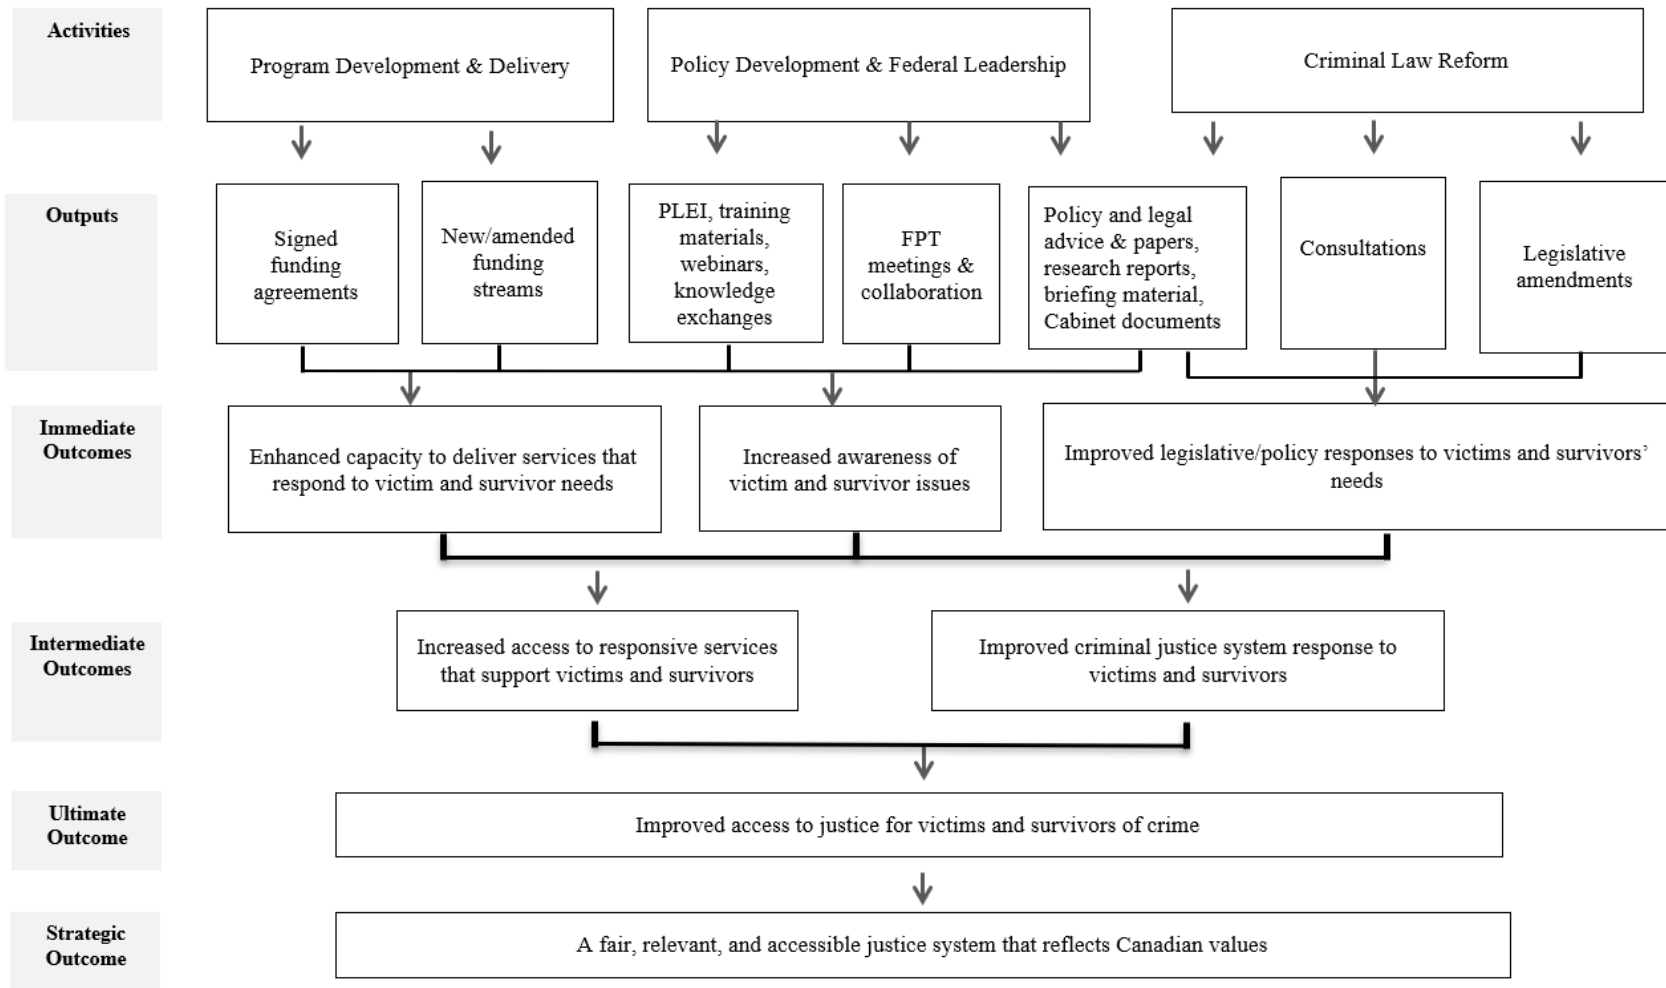 Activities
Program Development & Delivery
Policy Development & Federal Leadership
Criminal Law Reform
Outputs
Signed
funding
agreements
New/amended
funding
streams
PLEI, training
materials,
webinars,
knowledge
exchanges
FPT
meetings &
collaboration
Policy and legal
advice & papers,
research reports,
briefing material,
Cabinet documents
Consultations
Legislative
amendments
Immediate
Outcomes
Enhanced capacity to deliver services that
respond to victim and survivor needs
Increased awareness of
victim and survivor issues
Improved legislative/policy responses to victims and survivors’
needs
Intermediate
Outcomes
Increased access to responsive services
that support victims and survivors
Improved criminal justice system response to
victims and survivors
Ultimate
Outcome
Improved access to justice for victims and survivors of crime
Strategic
Outcome
A fair, relevant, and accessible justice system that reflects Canadian values